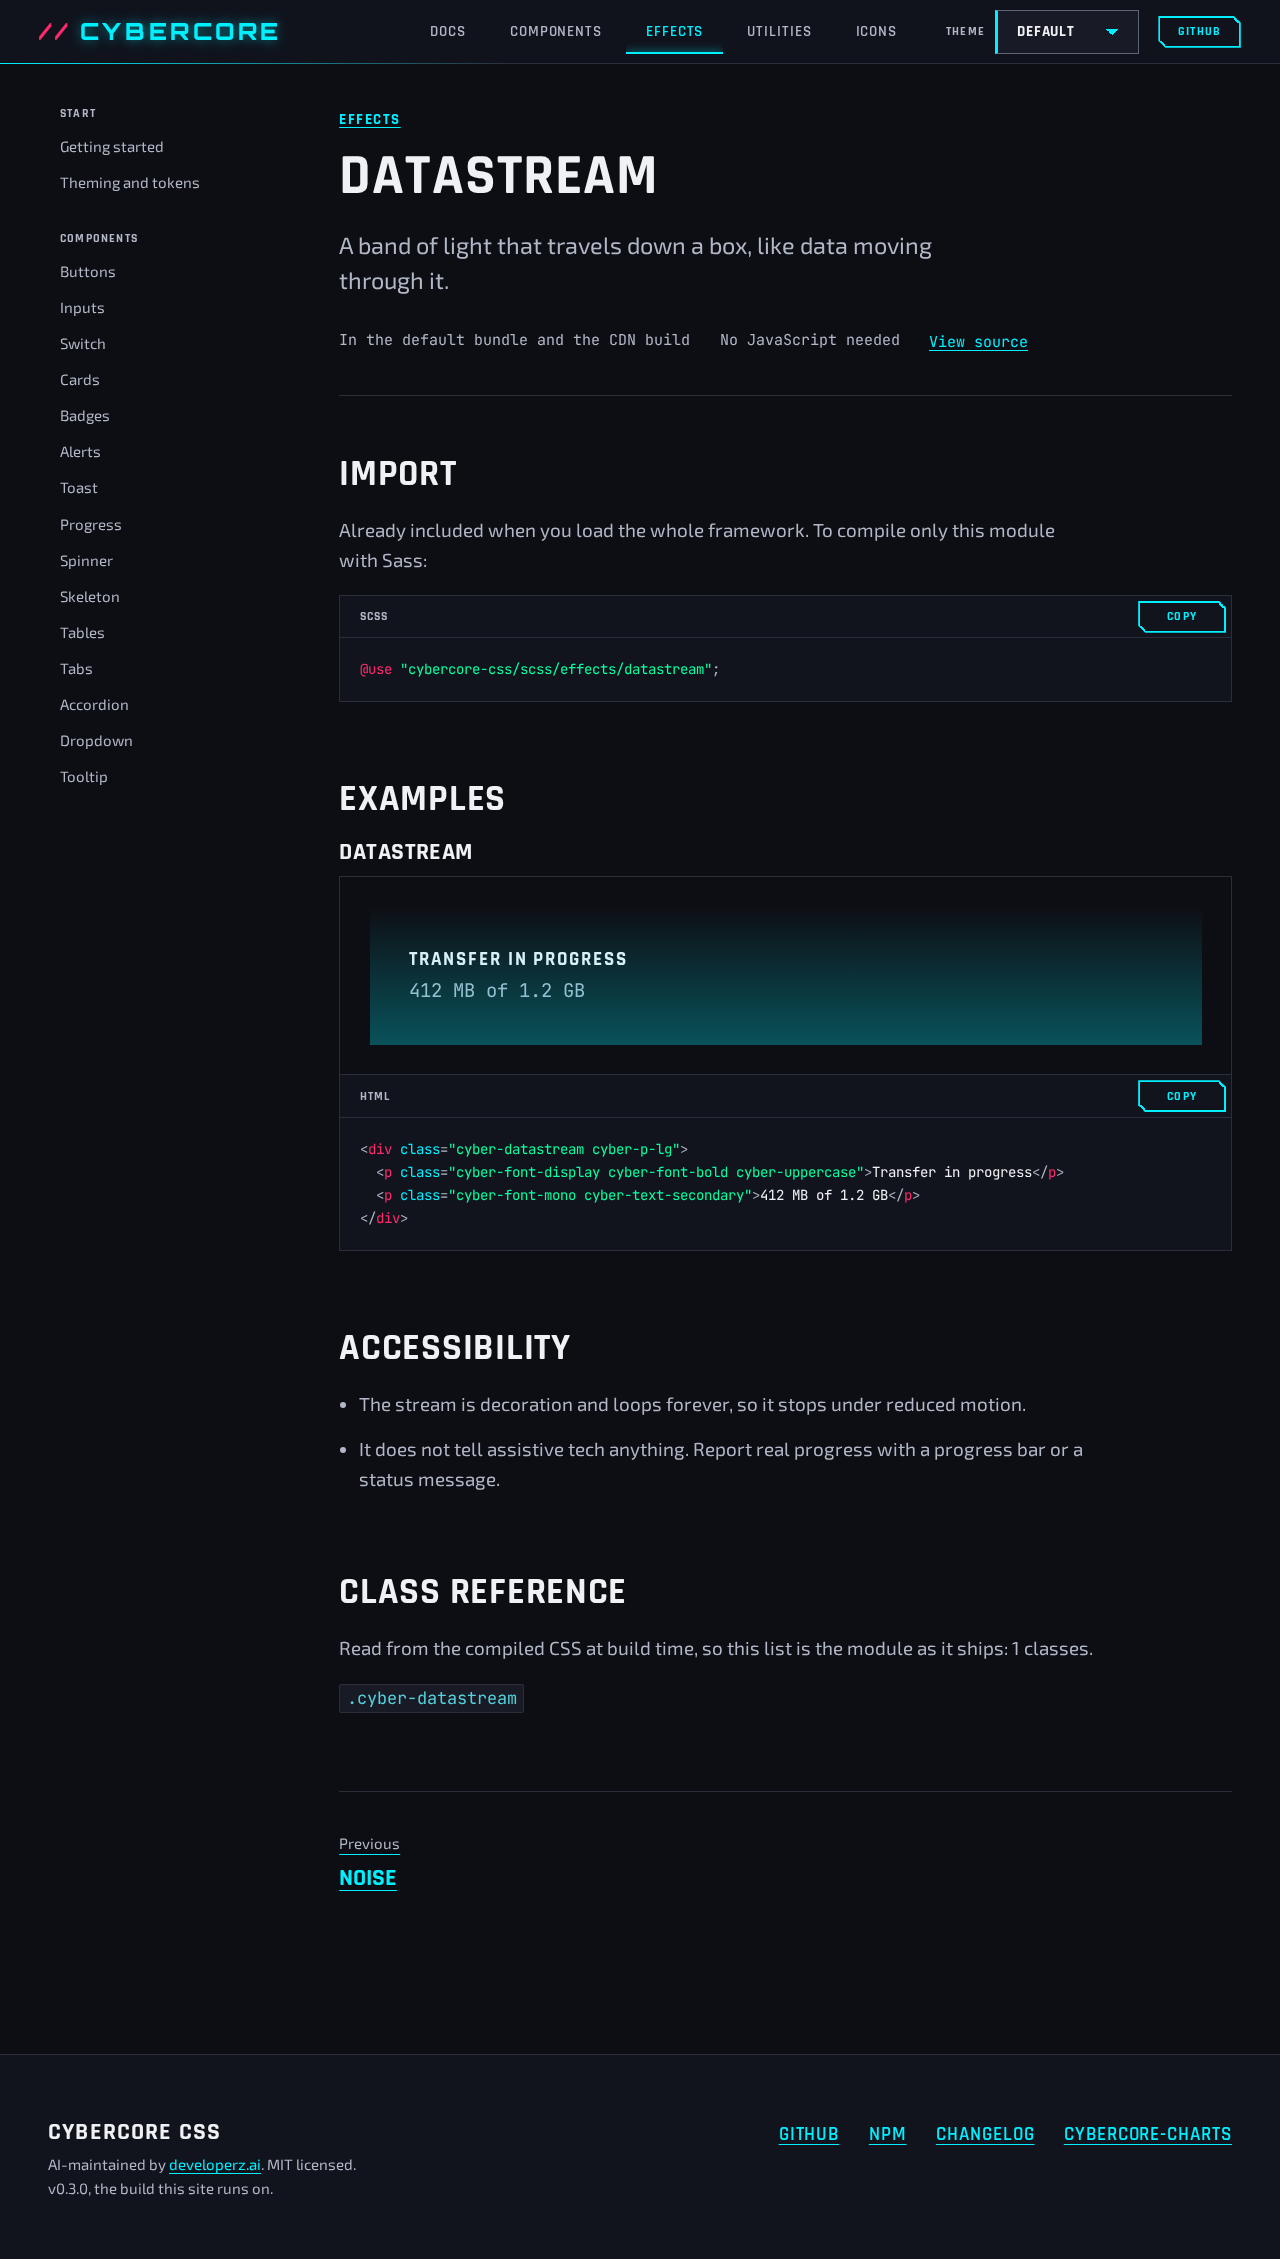 // CYBERCORE
DOCS
COMPONENTS
EFFECTS
UTILITIES
ICONS
THEME
DEFAULT
GITHUB
START
Getting started
Theming and tokens
COMPONENTS
Buttons
Inputs
Switch
Cards
Badges
Alerts
Toast
Progress
Spinner
Skeleton
Tables
Tabs
Accordion
Dropdown
Tooltip
EFFECTS
DATASTREAM
A band of light that travels down a box, like data moving
through it.
In the default bundle and the CDN build
No JavaScript needed
View source
IMPORT
Already included when you load the whole framework. To compile only this module
with Sass:
SCSS
COPY
@use "cybercore-css/scss/effects/datastream";
EXAMPLES
DATASTREAM
TRANSFER IN PROGRESS
412 MB of 1.2 GB
HTML
COPY
<div class="cyber-datastream cyber-p-lg">
  <p class="cyber-font-display cyber-font-bold cyber-uppercase">Transfer in progress</p>
  <p class="cyber-font-mono cyber-text-secondary">412 MB of 1.2 GB</p>
</div>
ACCESSIBILITY
• The stream is decoration and loops forever, so it stops under reduced motion.
• It does not tell assistive tech anything. Report real progress with a progress bar or a
status message.
CLASS REFERENCE
Read from the compiled CSS at build time, so this list is the module as it ships: 1 classes.
.cyber-datastream
Previous
NOISE
CYBERCORE CSS
AI-maintained by developerz.ai. MIT licensed.
v0.3.0, the build this site runs on.
GITHUB
NPM
CHANGELOG
CYBERCORE-CHARTS